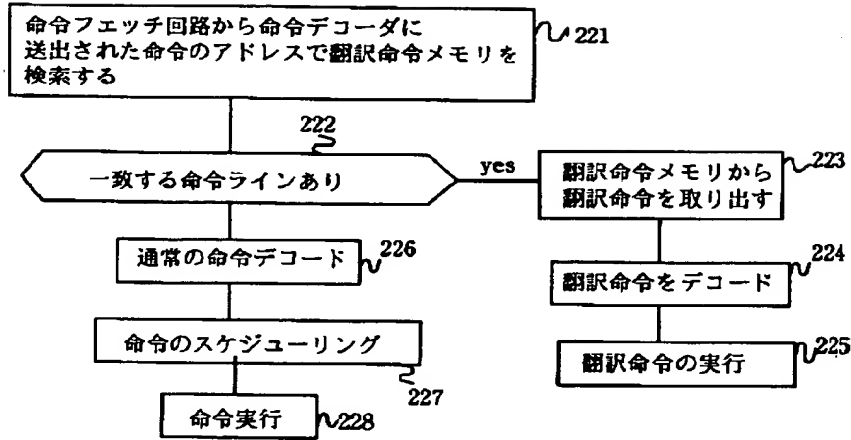 命令フェッチ回路から命令デコーダに
送出された命令のアドレスで翻訳命令メモリを
検索する
221
222
一致する命令ラインあり
yes
翻訳命令メモリから
翻訳命令を取り出す
223
通常の命令デコード
226
翻訳命令をデコード
224
命令のスケジューリング
227
翻訳命令の実行
225
命令実行
228